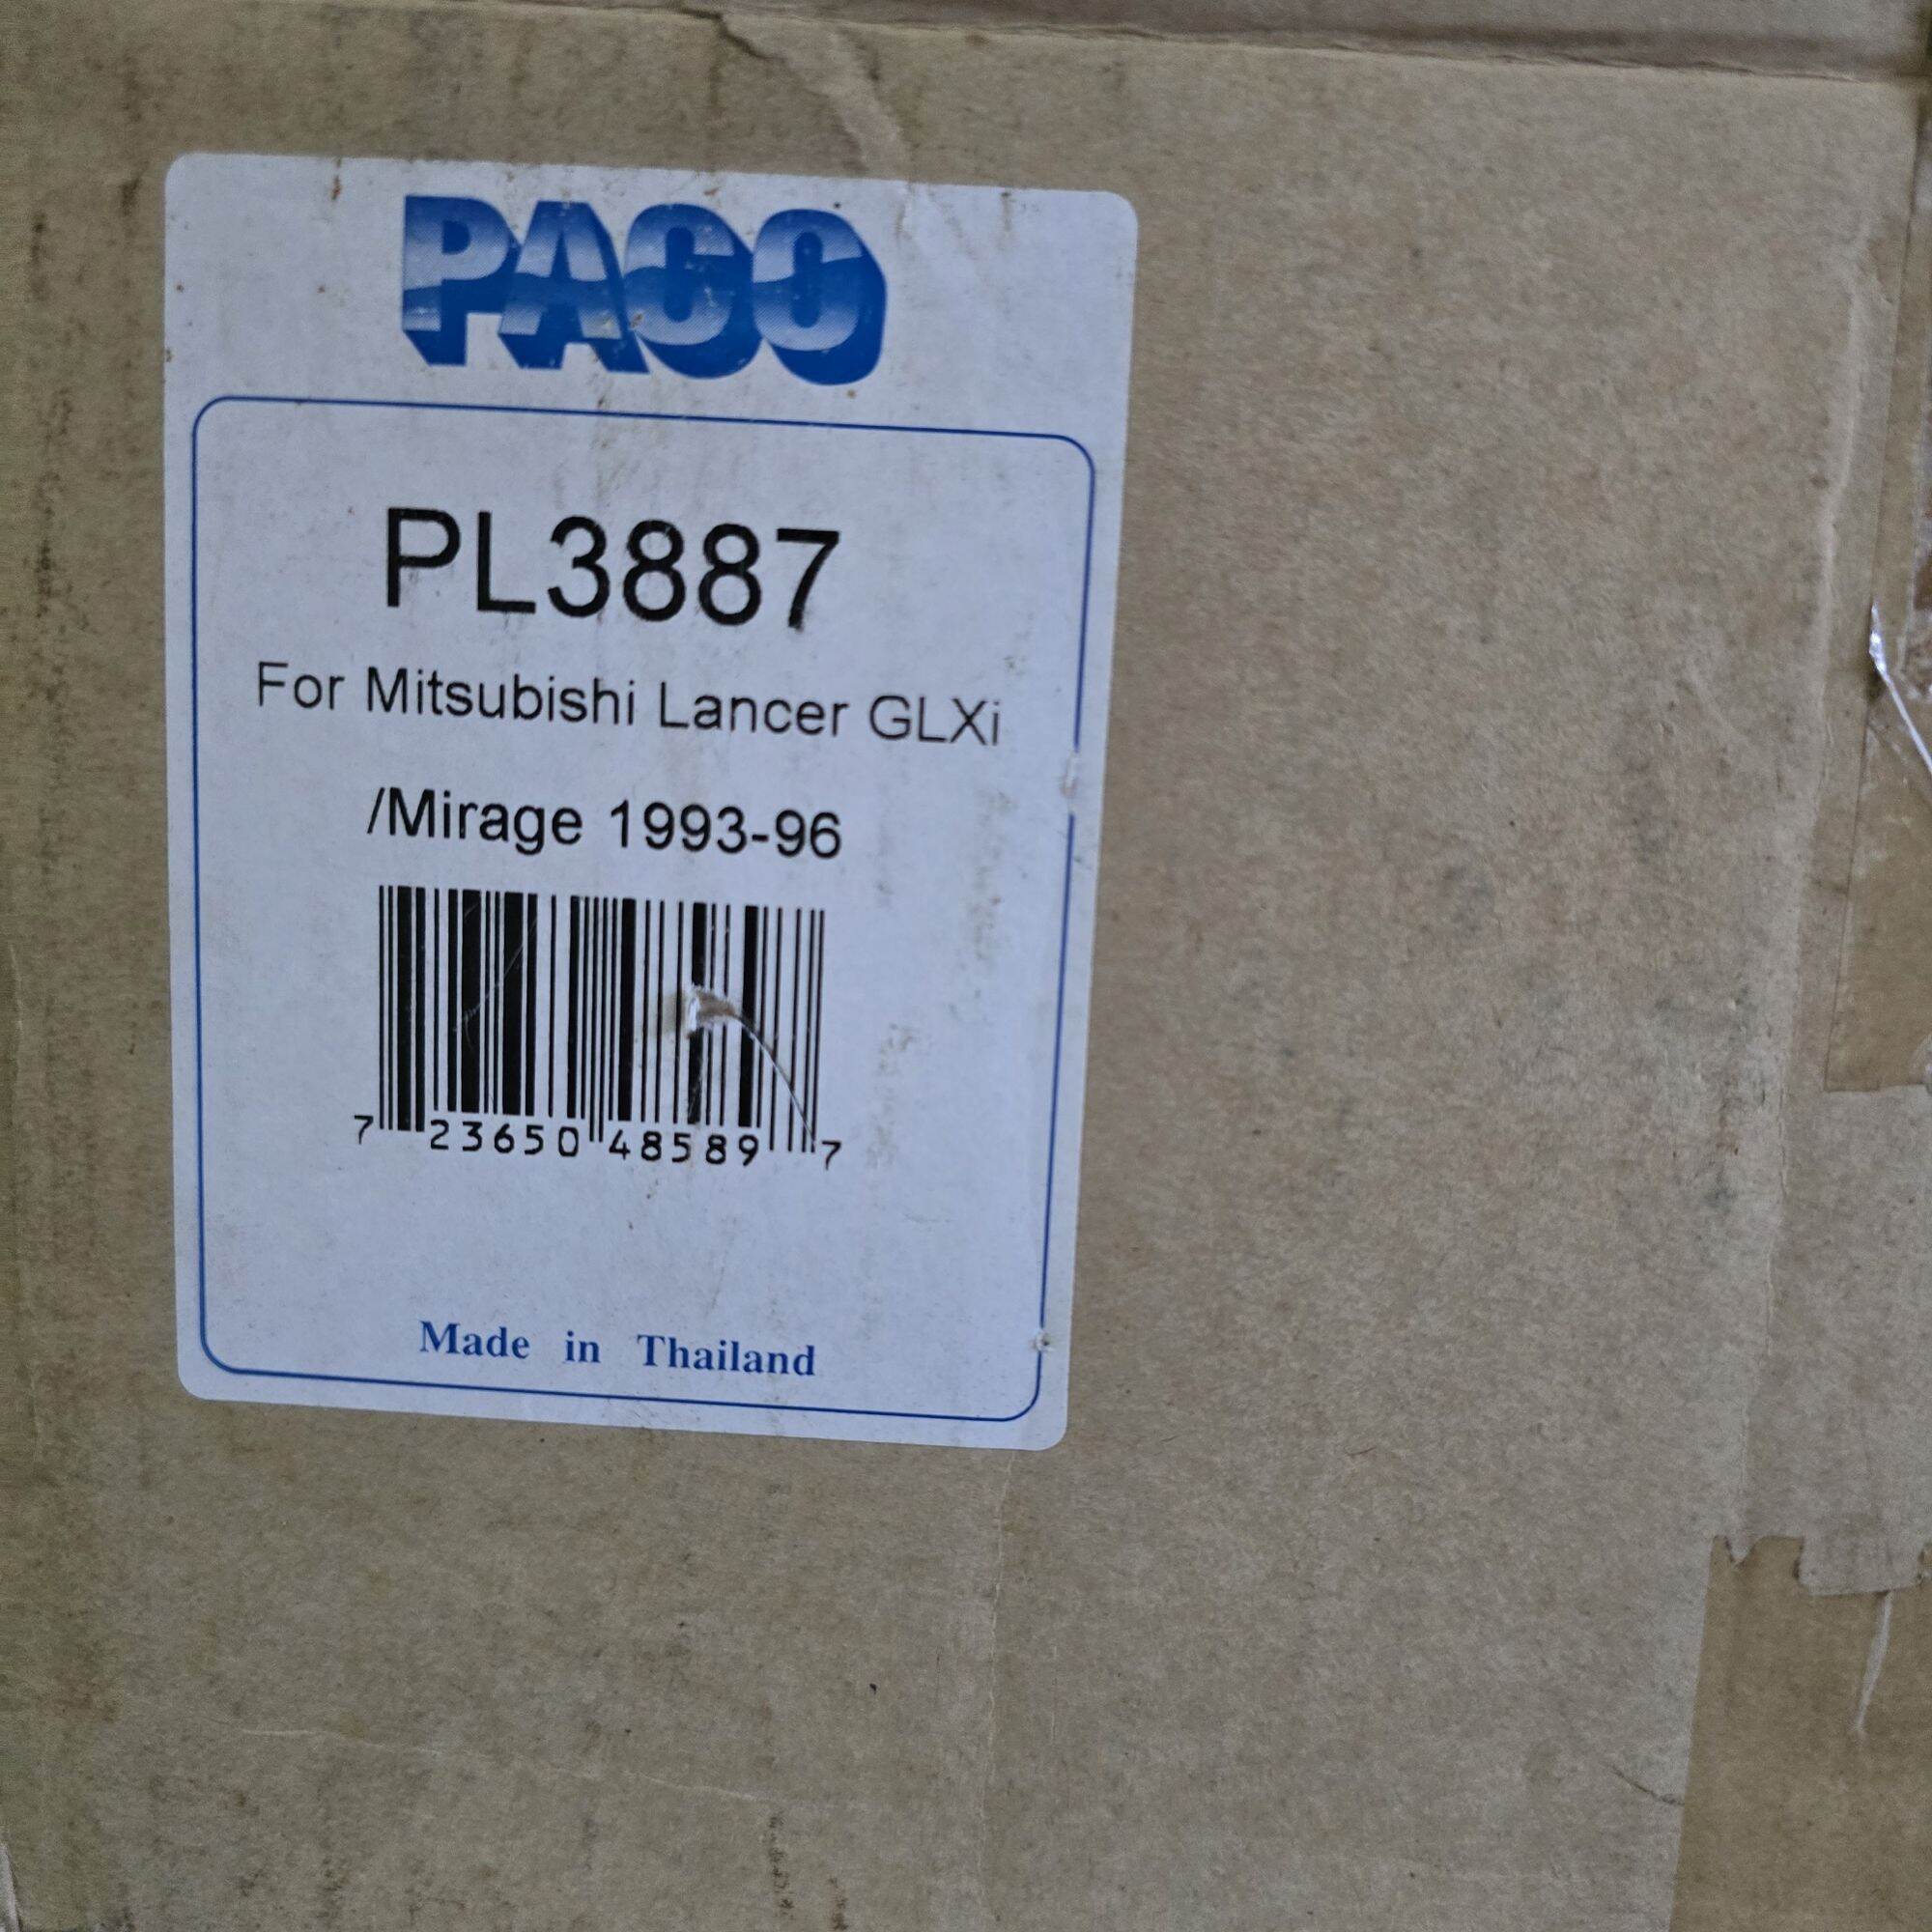 PACO
PL3887
For Mitsubishi Lancer GLXi
/Mirage 1993-96
7 23650 48589 7
Made in Thailand